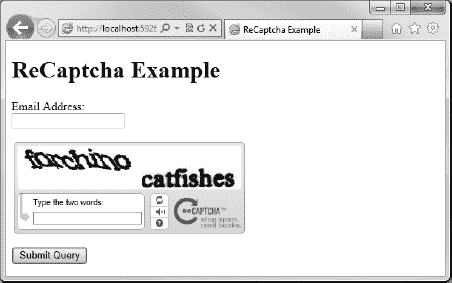 http://localhost:5926
ReCaptcha Example
ReCaptcha Example
Email Address:
forchino catfishes
Type the two words:
reCAPTCHA™
stop spam.
read books.
Submit Query